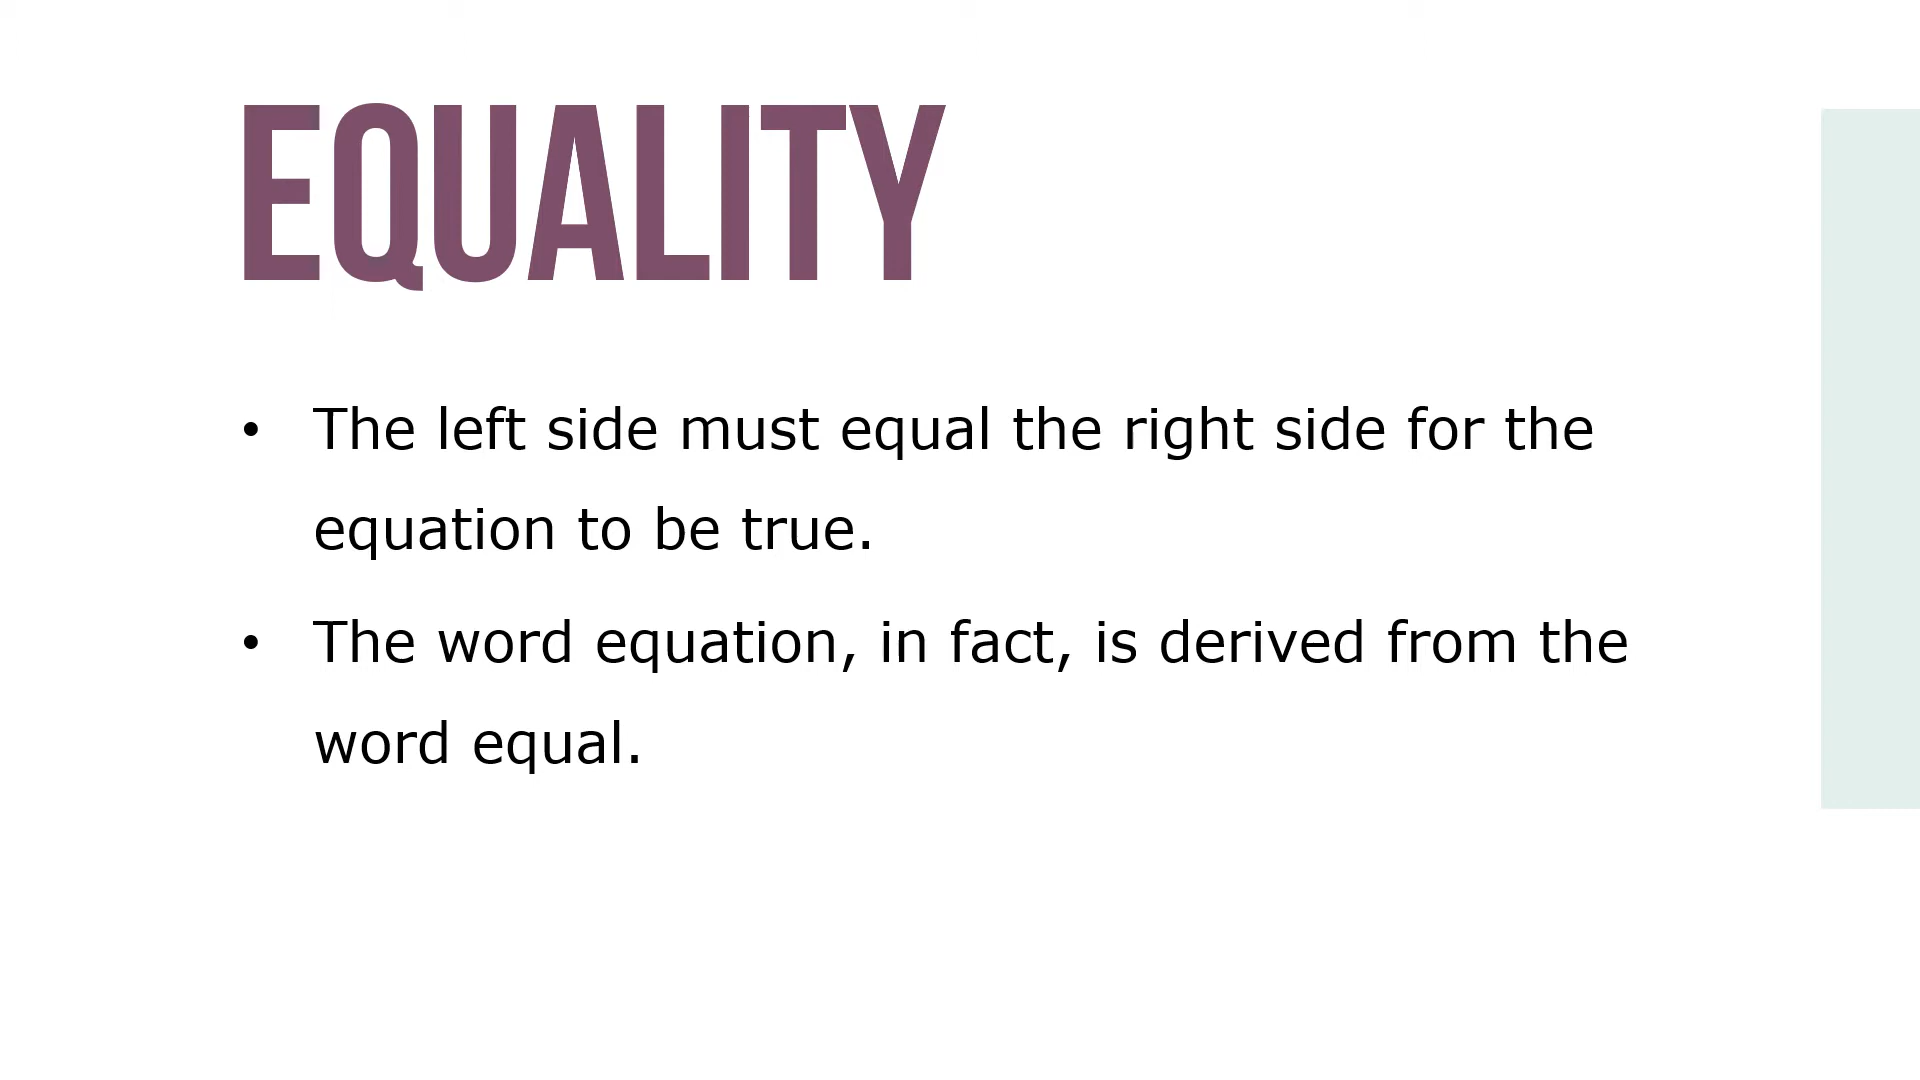 EQUALITY
• The left side must equal the right side for the
equation to be true.
• The word equation, in fact, is derived from the
word equal.